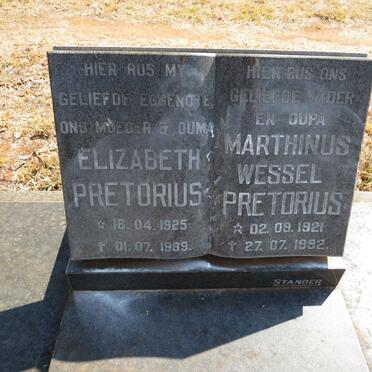 HIER RUS MY
GELIEFDE EGGENOTE,
ONS MOEDER & OUMA
ELIZABETH
PRETORIUS
☆ 16.04.1925
✝ 01.07.1989.
HIER RUS ONS
GELIEFDE VADER
EN OUPA
MARTHINUS
WESSEL
PRETORIUS
☆ 02.09.1921
✝ 27.07.1992.
STANDER